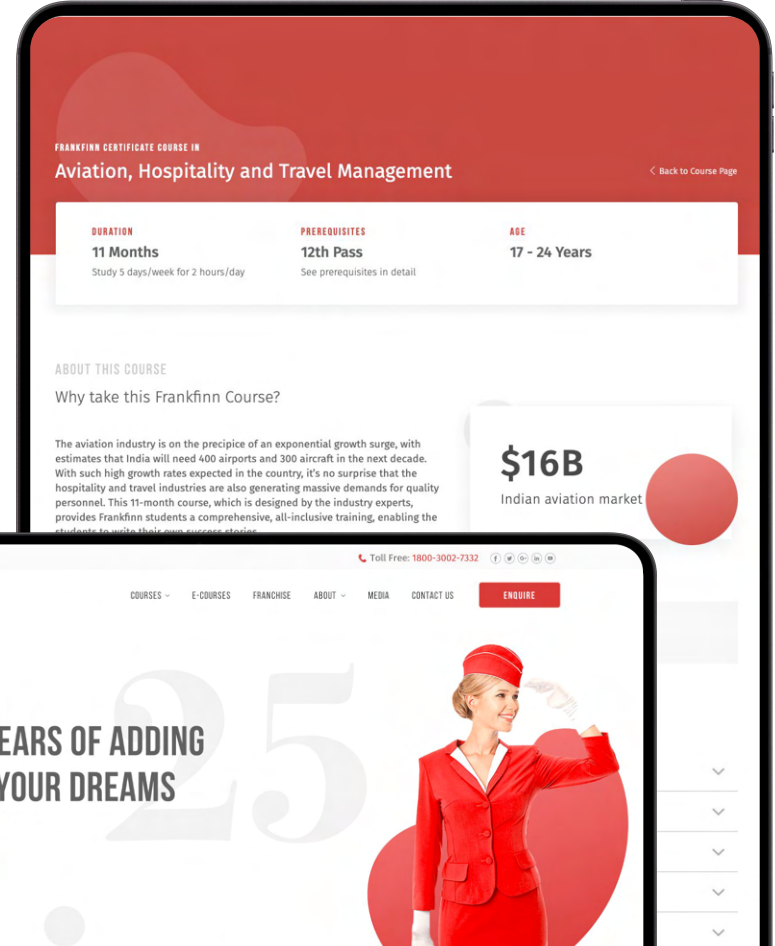 FRANKFINN CERTIFICATE COURSE IN
Aviation, Hospitality and Travel Management
Back to Course Page
DURATION
11 Months
Study 5 days/week for 2 hours/day
PREREQUISITES
12th Pass
See prerequisites in detail
AGE
17 - 24 Years
ABOUT THIS COURSE
Why take this Frankfinn Course?
The aviation industry is on the precipice of an exponential growth surge, with
estimates that India will need 400 airports and 300 aircraft in the next decade.
With such high growth rates expected in the country, it's no surprise that the
hospitality and travel industries are also generating massive demands for quality
personnel. This 11-month course, which is designed by the industry experts,
provides Frankfinn students a comprehensive, all-inclusive training, enabling the
students to write their own success stories.
$16B
Indian aviation market
Toll Free: 1800-3002-7332
COURSES
E-COURSES
FRANCHISE
ABOUT
MEDIA
CONTACT US
ENQUIRE
25
EARS OF ADDING
YOUR DREAMS